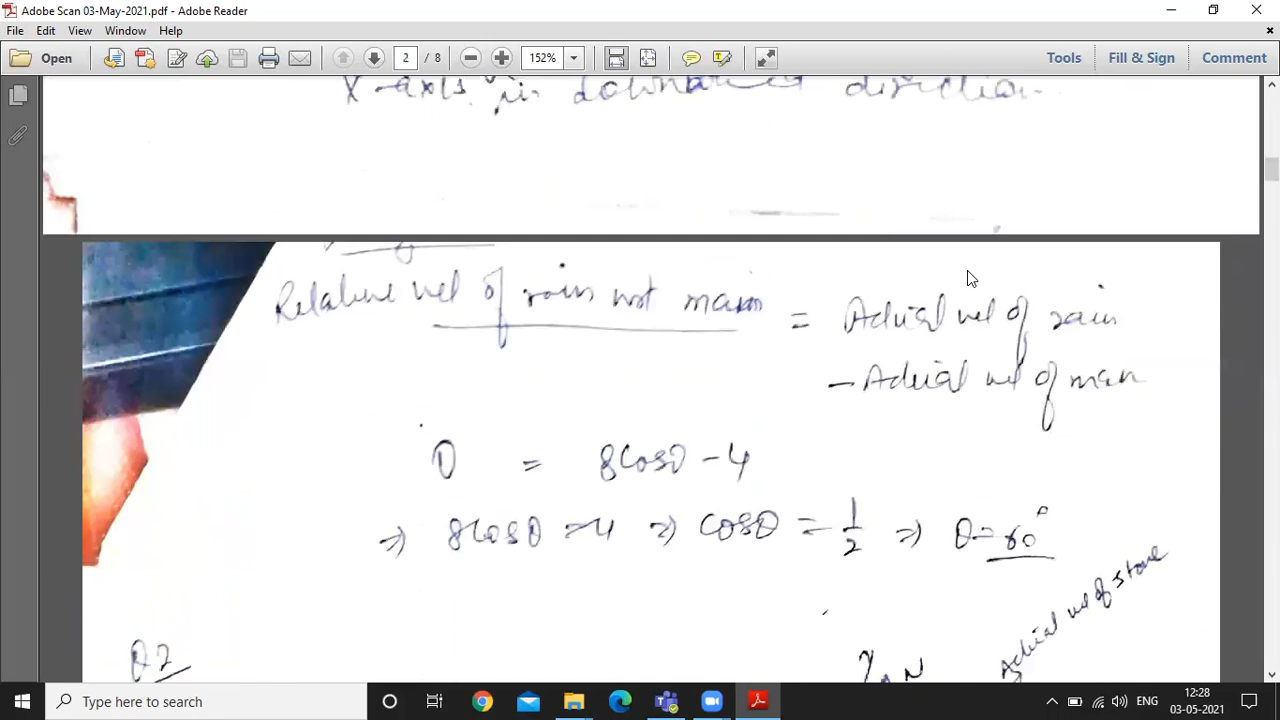 Adobe Scan 03-May-2021.pdf - Adobe Reader
File Edit View Window Help
Open 2 / 8 152% Tools Fill & Sign Comment
X-axis in downward direction.
Relative vel of rain wrt man = Actual vel of rain
- Actual vel of man
0 = 8cosθ - 4
⇒ 8cosθ = 4 ⇒ cosθ = 1/2 ⇒ θ = 60°
Actual vel of stone
Q2
N
Type here to search
ENG
12:28
03-05-2021